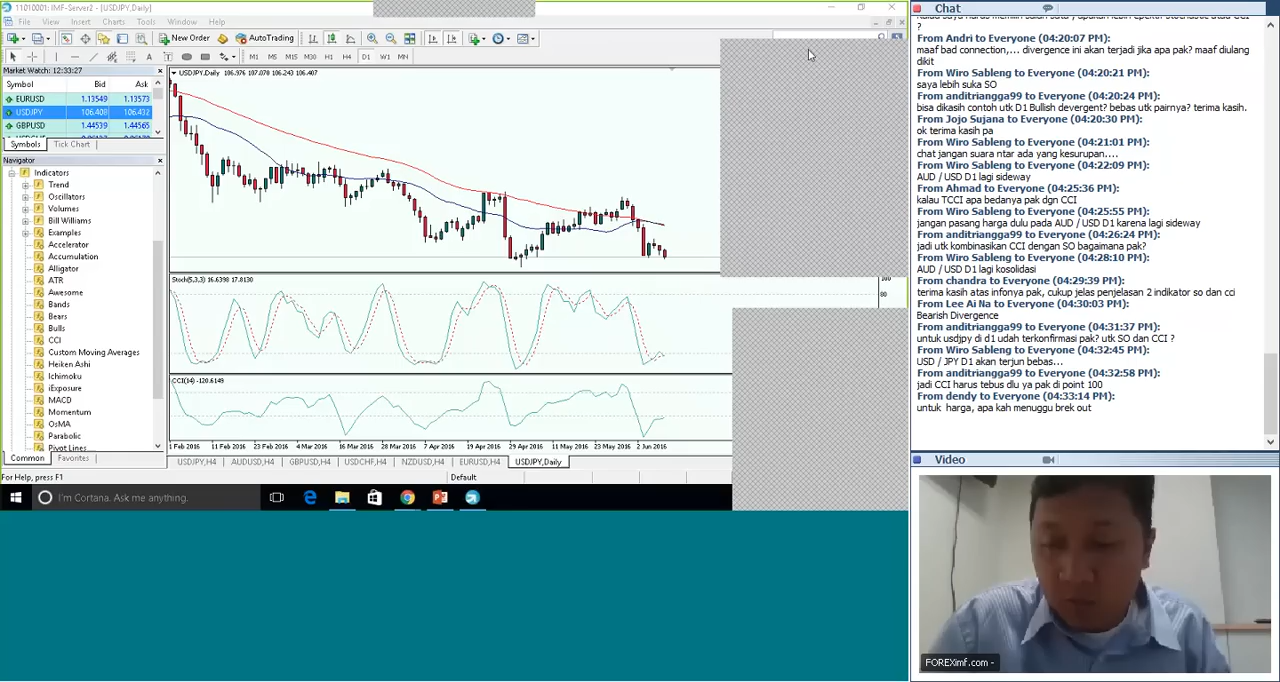 11010001: IMF-Server2 - [USDJPY,Daily]
File View Insert Charts Tools Window Help
New Order AutoTrading
A T M1 M5 M15 M30 H1 H4 D1 W1 MN
Market Watch: 12:33:27
Symbol Bid Ask
EURUSD 1.13549 1.13573
USDJPY 106.408 106.432
GBPUSD 1.44539 1.44565
Symbols Tick Chart
Navigator
Indicators
Trend
Oscillators
Volumes
Bill Williams
Examples
Accelerator
Accumulation
Alligator
ATR
Awesome
Bands
Bears
Bulls
CCI
Custom Moving Averages
Heiken Ashi
Ichimoku
iExposure
MACD
Momentum
OsMA
Parabolic
Pivot Lines
Common Favorites
USDJPY,Daily 106.976 107.078 106.243 106.407
Stoch(5,3,3) 16.6398 17.8130
100
80
CCI(14) -120.6149
1 Feb 2016 12 Feb 2016 23 Feb 2016 4 Mar 2016 16 Mar 2016 28 Mar 2016 7 Apr 2016 19 Apr 2016 29 Apr 2016 11 May 2016 23 May 2016 2 Jun 2016
USDJPY,H4 AUDUSD,H4 GBPUSD,H4 USDCHF,H4 NZDUSD,H4 EURUSD,H4 USDJPY,Daily
For Help, press F1 Default
I'm Cortana. Ask me anything.
Chat
?
From Andri to Everyone (04:20:07 PM):
maaf bad connection,... divergence ini akan terjadi jika apa pak? maaf diulang
dikit
From Wiro Sableng to Everyone (04:20:21 PM):
saya lebih suka SO
From anditriangga99 to Everyone (04:20:24 PM):
bisa dikasih contoh utk D1 Bullish devergent? bebas utk painya? terima kasih.
From Jojo Sujana to Everyone (04:20:30 PM):
ok terima kasih pa
From Wiro Sableng to Everyone (04:21:01 PM):
chat jangan suara ntar ada yang kesurupan....
From Wiro Sableng to Everyone (04:22:09 PM):
AUD / USD D1 lagi sideway
From Ahmad to Everyone (04:25:36 PM):
kalau TCCI apa bedanya pak dgn CCI
From Wiro Sableng to Everyone (04:25:55 PM):
jangan pasang harga dulu pada AUD / USD D1 karena lagi sideway
From anditriangga99 to Everyone (04:26:24 PM):
jadi utk kombinasikan CCI dengan SO bagaimana pak?
From Wiro Sableng to Everyone (04:28:10 PM):
AUD / USD D1 lagi kosolidasi
From chandra to Everyone (04:29:39 PM):
terima kasih atas infonya pak, cukup jelas penjelasan 2 indikator so dan cci
From Lee Ai Na to Everyone (04:30:03 PM):
Bearish Divergence
From anditriangga99 to Everyone (04:31:37 PM):
untuk usdjpy di d1 udah terkonfirmasi pak? utk SO dan CCI ?
From Wiro Sableng to Everyone (04:32:45 PM):
USD / JPY D1 akan terjun bebas...
From anditriangga99 to Everyone (04:32:58 PM):
jadi CCI harus tebus dlu ya pak di point 100
From dendy to Everyone (04:33:14 PM):
untuk harga, apa kah menuggu brek out
Video
FOREXimf.com -